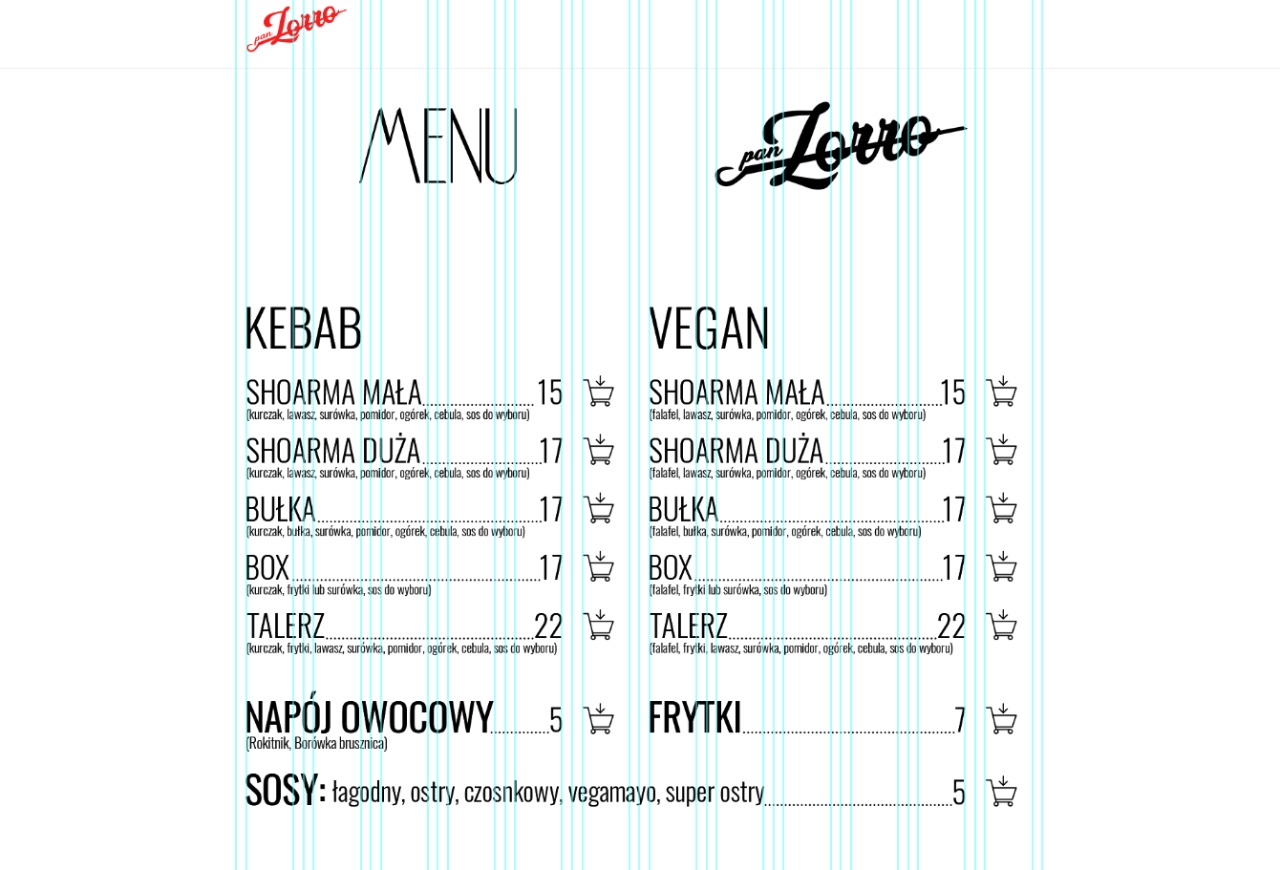 pan Zorro
MENU
pan Zorro
KEBAB
SHOARMA MAŁA 15
(kurczak, lawasz, surówka, pomidor, ogórek, cebula, sos do wyboru)
SHOARMA DUŻA 17
(kurczak, lawasz, surówka, pomidor, ogórek, cebula, sos do wyboru)
BUŁKA 17
(kurczak, bułka, surówka, pomidor, ogórek, cebula, sos do wyboru)
BOX 17
(kurczak, frytki lub surówka, sos do wyboru)
TALERZ 22
(kurczak, frytki, lawasz, surówka, pomidor, ogórek, cebula, sos do wyboru)
VEGAN
SHOARMA MAŁA 15
(falafel, lawasz, surówka, pomidor, ogórek, cebula, sos do wyboru)
SHOARMA DUŻA 17
(falafel, lawasz, surówka, pomidor, ogórek, cebula, sos do wyboru)
BUŁKA 17
(falafel, bułka, surówka, pomidor, ogórek, cebula, sos do wyboru)
BOX 17
(falafel, frytki lub surówka, sos do wyboru)
TALERZ 22
(falafel, frytki, lawasz, surówka, pomidor, ogórek, cebula, sos do wyboru)
NAPÓJ OWOCOWY 5
(Rokitnik, Borówka brusznica)
FRYTKI 7
SOSY: łagodny, ostry, czosnkowy, vegamayo, super ostry 5